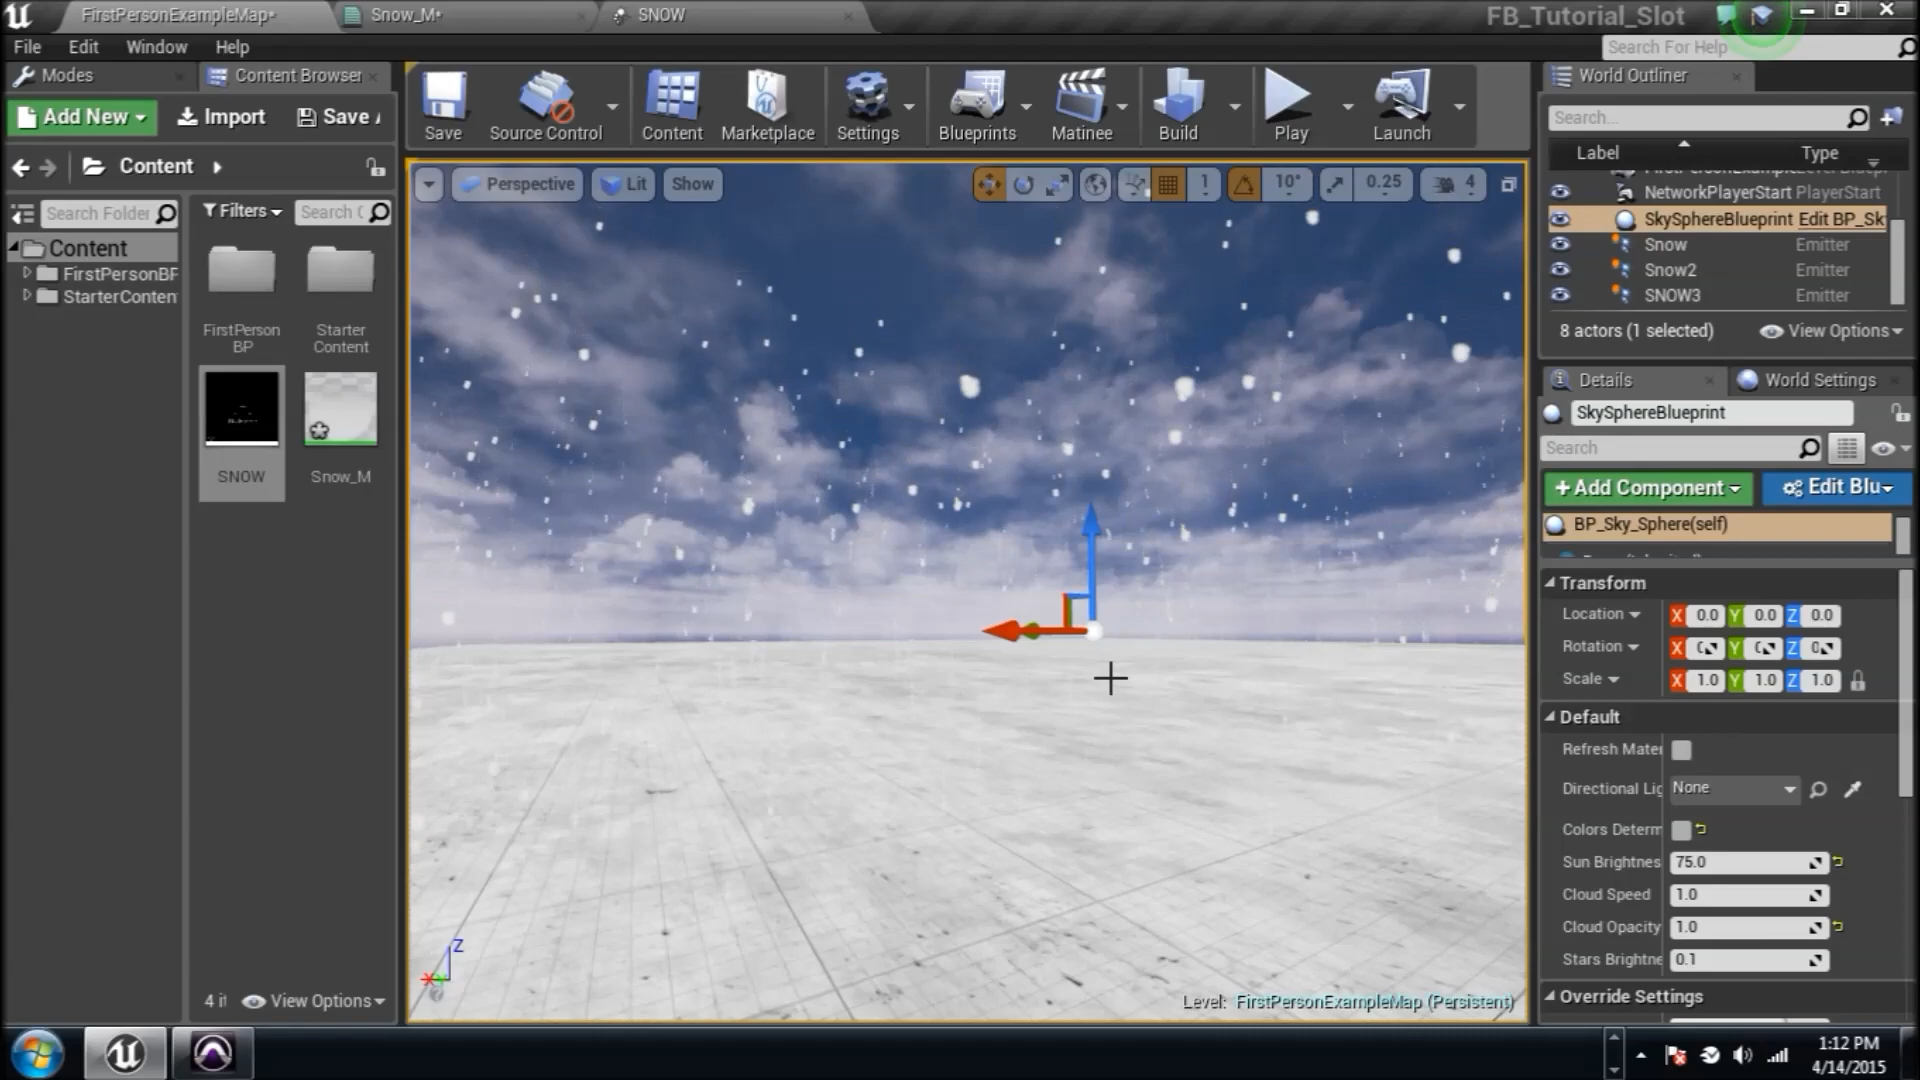 FirstPersonExampleMap*
Snow_M*
SNOW
FB_Tutorial_Slot
File
Edit
Window
Help
Search For Help
Modes
Content Browser
World Outliner
Add New
Import
Save
Save
Source Control
Content
Marketplace
Settings
Blueprints
Matinee
Build
Play
Launch
Search...
Label
Type
Content
Perspective
Lit
Show
1
10°
0.25
4
NetworkPlayerStart PlayerStart
SkySphereBlueprint Edit BP_Sk
Snow Emitter
Snow2 Emitter
SNOW3 Emitter
8 actors (1 selected)
View Options
Search Folder
Filters
Search
Content
FirstPersonBP
StarterConten
FirstPerson
BP
Starter
Content
SNOW
Snow_M
Details
World Settings
SkySphereBlueprint
Search
+ Add Component
Edit Blu
BP_Sky_Sphere(self)
Transform
Location
X 0.0 Y 0.0 Z 0.0
Rotation
X Y Z
Scale
X 1.0 Y 1.0 Z 1.0
Default
Refresh Mate
Directional Lig
None
Colors Determ
Sun Brightnes
75.0
Cloud Speed
1.0
Cloud Opacity
1.0
Stars Brightne
0.1
Override Settings
Z
4 it
View Options
Level: FirstPersonExampleMap (Persistent)
1:12 PM
4/14/2015